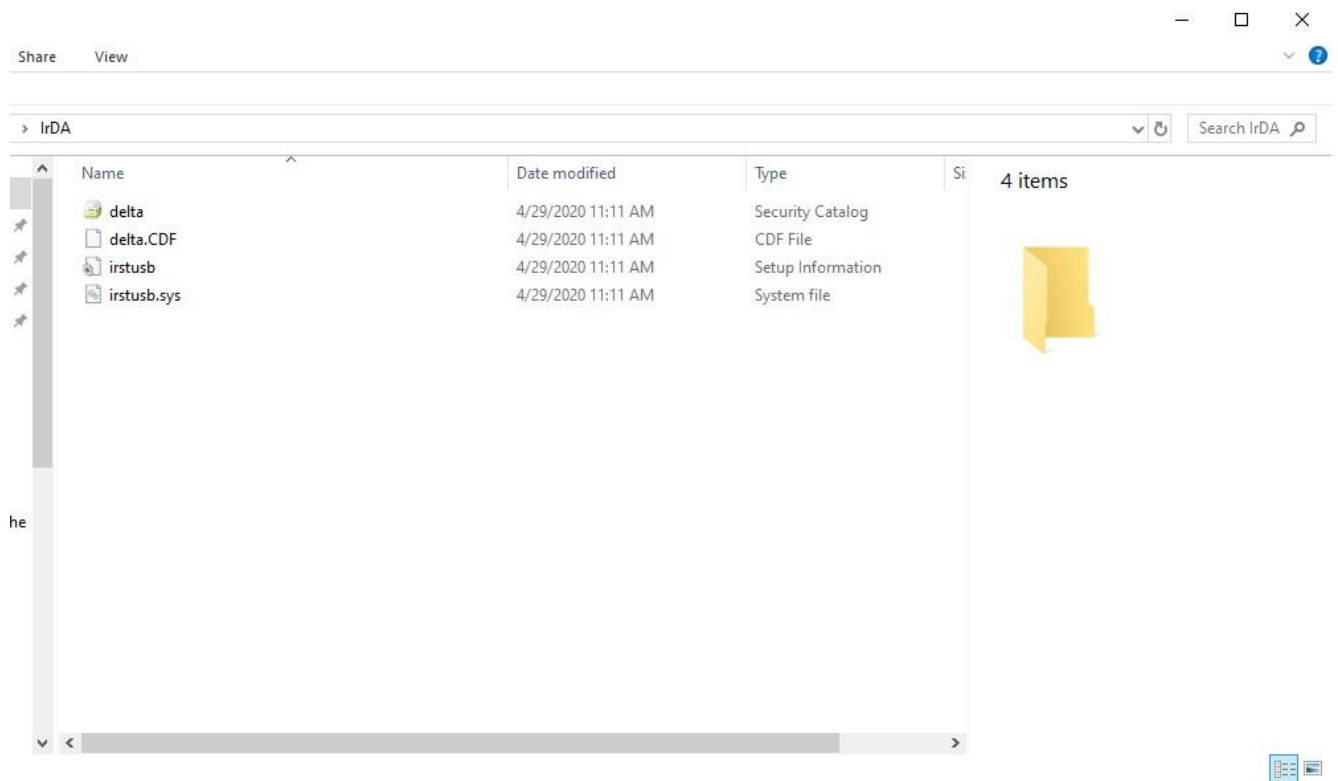 Share View
?
> IrDA Search IrDA
Name Date modified Type Si
4 items
delta 4/29/2020 11:11 AM Security Catalog
delta.CDF 4/29/2020 11:11 AM CDF File
irstusb 4/29/2020 11:11 AM Setup Information
irstusb.sys 4/29/2020 11:11 AM System file
he